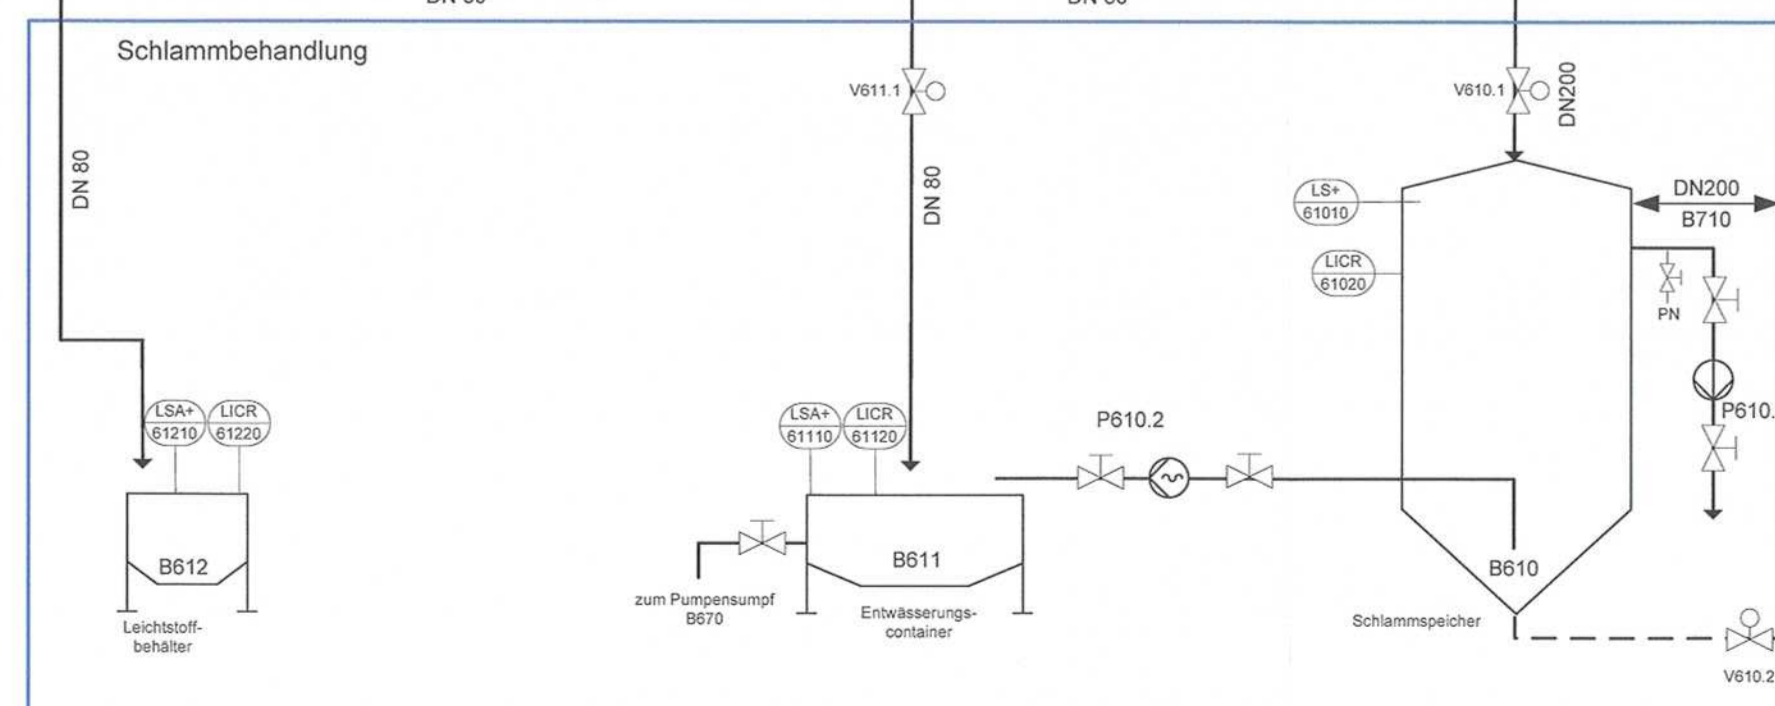 Schlammbehandlung
V611.1
V610.1
DN200
DN 80
DN 80
LS+
61010
DN200
B710
LICR
61020
PN
LSA+
61210
LICR
61220
LSA+
61110
LICR
61120
P610.2
P610.
B612
B611
B610
zum Pumpensumpf
B670
Leichtstoff-
behälter
Entwässerungs-
container
Schlammspeicher
V610.2